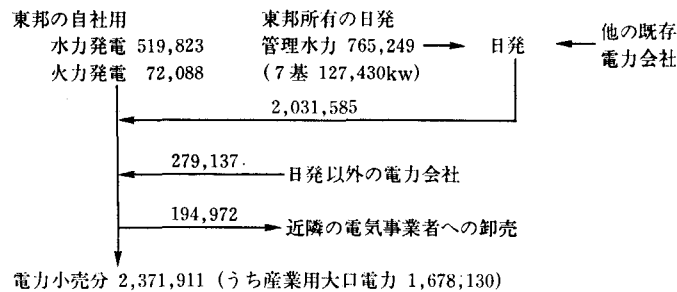 東邦の自社用 東邦所有の日発 他の既存
水力発電 519,823 管理水力 765,249 日発 電力会社
火力発電 72,088 (7基 127,430kw)
2,031,585
279,137 日発以外の電力会社
194,972 近隣の電気事業者への卸売
電力小売分 2,371,911 (うち産業用大口電力 1,678,130)